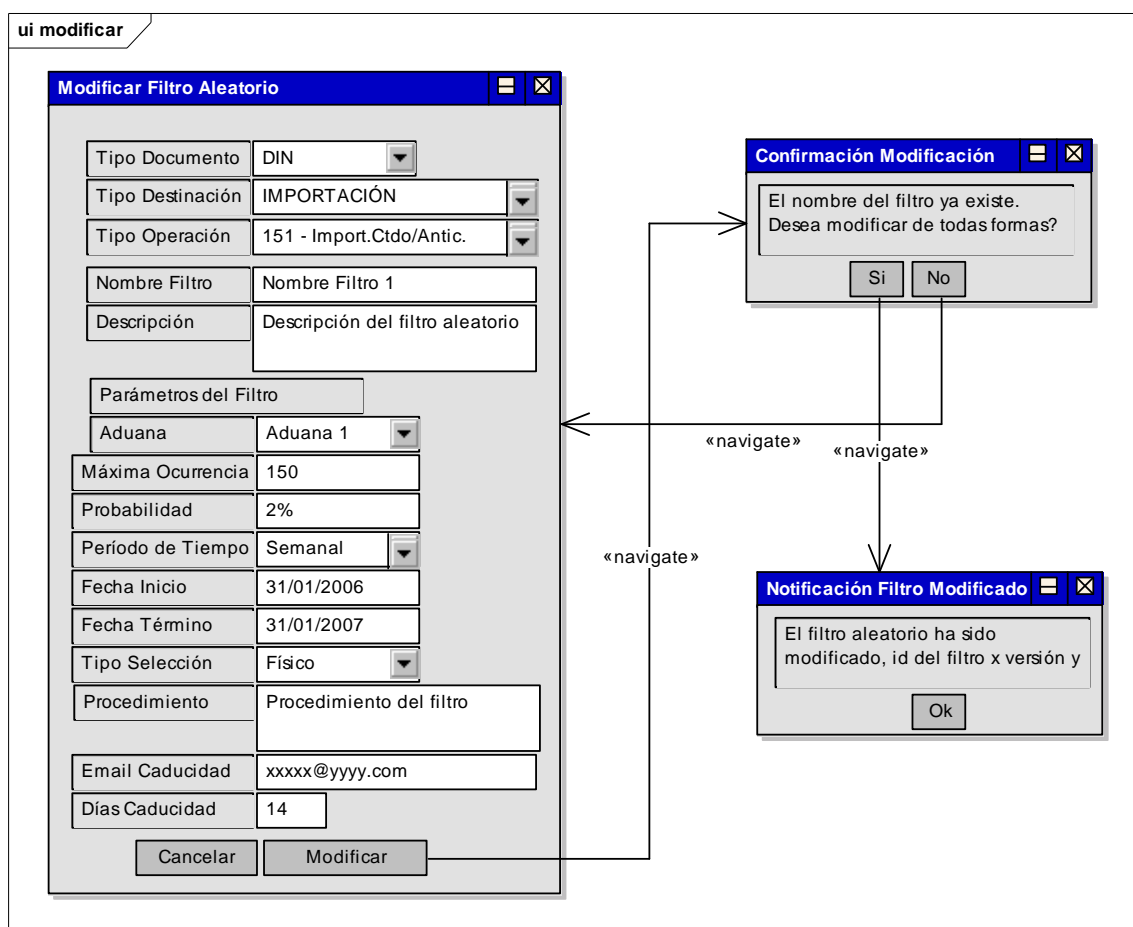 ui modificar
Modificar Filtro Aleatorio
Tipo Documento DIN
Tipo Destinación IMPORTACIÓN
Tipo Operación 151 - Import.Ctdo/Antic.
Nombre Filtro Nombre Filtro 1
Descripción Descripción del filtro aleatorio
Parámetros del Filtro
Aduana Aduana 1
Máxima Ocurrencia 150
Probabilidad 2%
Período de Tiempo Semanal
Fecha Inicio 31/01/2006
Fecha Término 31/01/2007
Tipo Selección Físico
Procedimiento Procedimiento del filtro
Email Caducidad xxxxx@yyyy.com
Días Caducidad 14
Cancelar Modificar
«navigate»
Confirmación Modificación
El nombre del filtro ya existe.
Desea modificar de todas formas?
Si No
«navigate»
«navigate»
Notificación Filtro Modificado
El filtro aleatorio ha sido
modificado, id del filtro x versión y
Ok